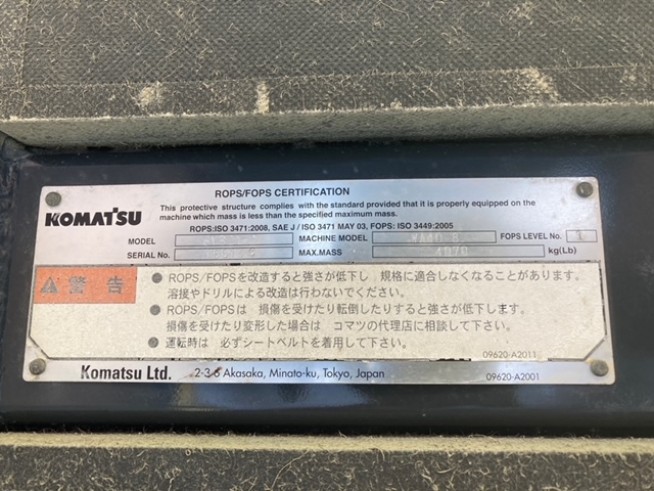 ROPS/FOPS CERTIFICATION
KOMATSU
This protective structure complies with the standard provided that it is properly equipped on the
machine which mass is less than the specified maximum mass.
ROPS:ISO 3471:2008, SAE J / ISO 3471 MAY 03, FOPS: ISO 3449:2005
MODEL MACHINE MODEL FOPS LEVEL No. 1
SERIAL No. MAX.MASS kg(Lb)
警告
● ROPS/FOPSを改造すると強さが低下し 規格に適合しなくなることがあります。
溶接やドリルによる改造は行わないでください。
● ROPS/FOPSは 損傷を受けたり転倒したりすると強さが低下します。
損傷を受けたり変形した場合は コマツの代理店に相談して下さい。
● 運転時は 必ずシートベルトを着用して下さい。
09620-A2011
Komatsu Ltd. 2-3-6 Akasaka, Minato-ku, Tokyo, Japan 09620-A2001